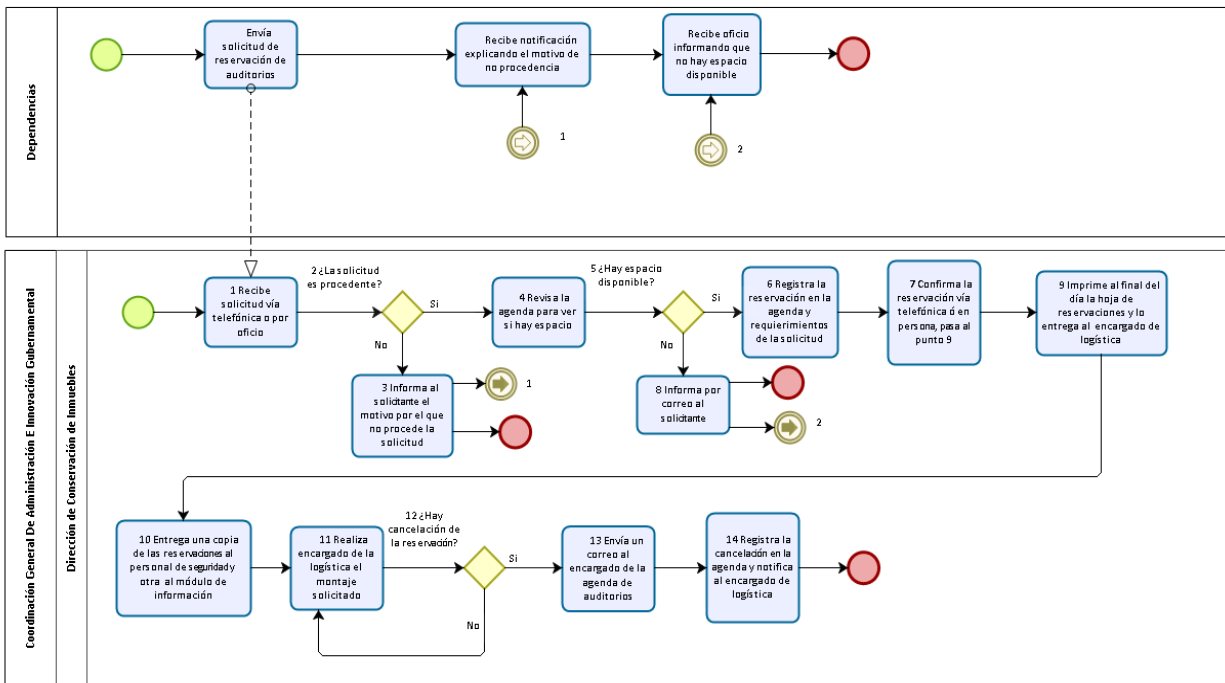 Dependencias
Envía
solicitud de
reservación de
auditorios
Recibe notificación
explicando el motivo de
no procedencia
Recibe oficio
informando que
no hay espacio
disponible
1
2
Coordinación General De Administración E Innovación Gubernamental
Dirección de Conservación de Inmuebles
1 Recibe
solicitud vía
telefónica o por
oficio
2 ¿La solicitud
es procedente?
Si
No
3 Informa al
solicitante el
motivo por el que
no procede la
solicitud
1
4 Revisa la
agenda para ver
si hay espacio
5 ¿Hay espacio
disponible?
Si
No
8 Informa por
correo al
solicitante
2
6 Registra la
reservación en la
agenda y
requierimientos
de la solicitud
7 Confirma la
reservación vía
telefónica ó en
persona, pasa al
punto 9
9 Imprime al final del
día la hoja de
reservaciones y lo
entrega al encargado de
logística
10 Entrega una copia
de las reservaciones al
personal de seguridad y
otra al módulo de
información
11 Realiza
encargado de la
logística el
montaje
solicitado
12 ¿Hay
cancelación de
la reservación?
Si
No
13 Envía un
correo al
encargado de la
agenda de
auditorios
14 Registra la
cancelación en la
agenda y notifica
al encargado de
logística